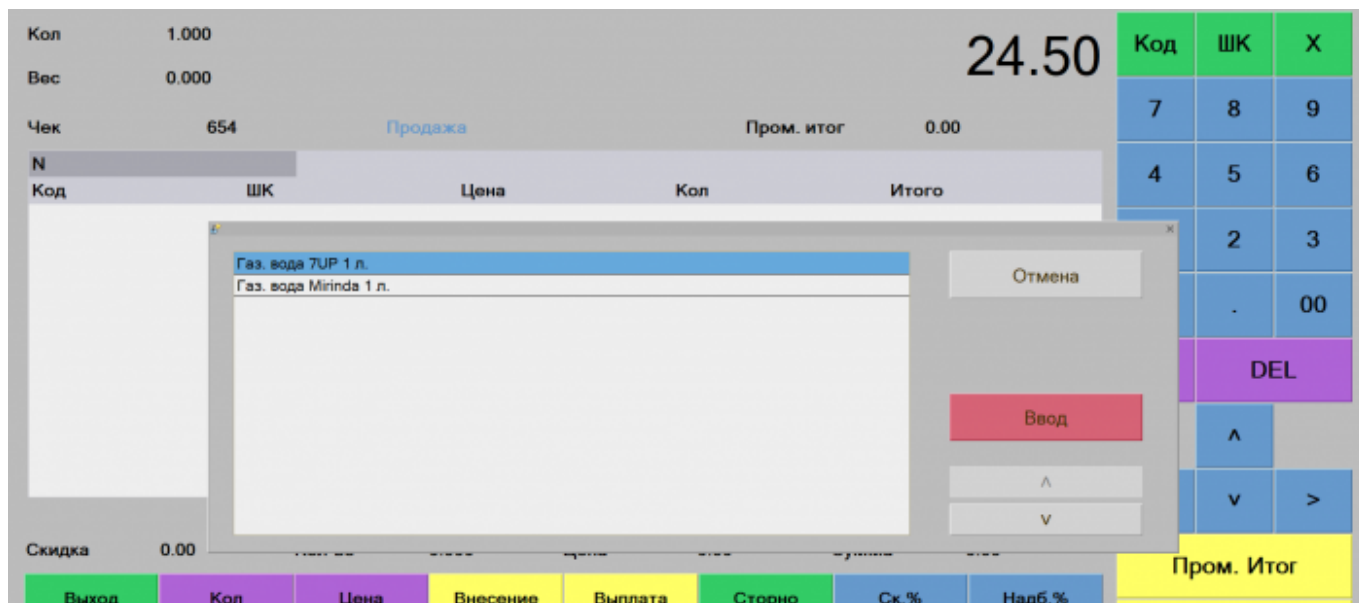 Кол 1.000
24.50
Код ШК X
Вес 0.000
7 8 9
Чек 654 Продажа Пром. итог 0.00
N
4 5 6
Код ШК Цена Кол Итого
2 3
Газ. вода 7UP 1 л.
Отмена
Газ. вода Mirinda 1 л.
. 00
DEL
Ввод
^
^
v >
v
Скидка 0.00
Пром. Итог
Выход Кол Цена Внесение Выплата Сторно Ск.% Надб.%